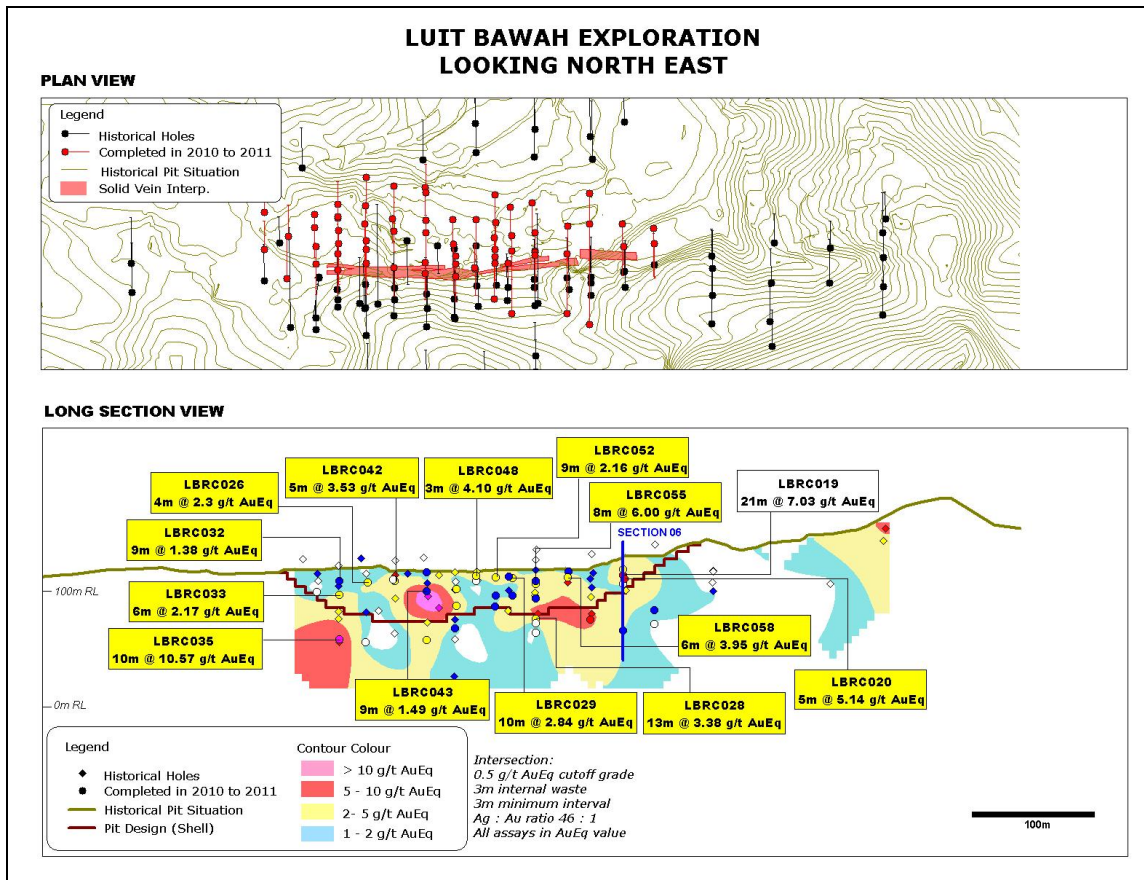 LUIT BAWAH EXPLORATION
LOOKING NORTH EAST
PLAN VIEW
Legend
Historical Holes
Completed in 2010 to 2011
Historical Pit Situation
Solid Vein Interp.
LONG SECTION VIEW
LBRC052
9m @ 2.16 g/t AuEq
LBRC042
5m @ 3.53 g/t AuEq
LBRC048
3m @ 4.10 g/t AuEq
LBRC026
4m @ 2.3 g/t AuEq
LBRC055
8m @ 6.00 g/t AuEq
LBRC019
21m @ 7.03 g/t AuEq
LBRC032
9m @ 1.38 g/t AuEq
SECTION 06
100m RL
LBRC033
6m @ 2.17 g/t AuEq
LBRC035
10m @ 10.57 g/t AuEq
LBRC058
6m @ 3.95 g/t AuEq
LBRC043
9m @ 1.49 g/t AuEq
LBRC029
10m @ 2.84 g/t AuEq
LBRC028
13m @ 3.38 g/t AuEq
LBRC020
5m @ 5.14 g/t AuEq
0m RL
Legend
Historical Holes
Completed in 2010 to 2011
Historical Pit Situation
Pit Design (Shell)
Contour Colour
> 10 g/t AuEq
5 - 10 g/t AuEq
2- 5 g/t AuEq
1 - 2 g/t AuEq
Intersection:
0.5 g/t AuEq cutoff grade
3m internal waste
3m minimum interval
Ag : Au ratio 46 : 1
All assays in AuEq value
100m